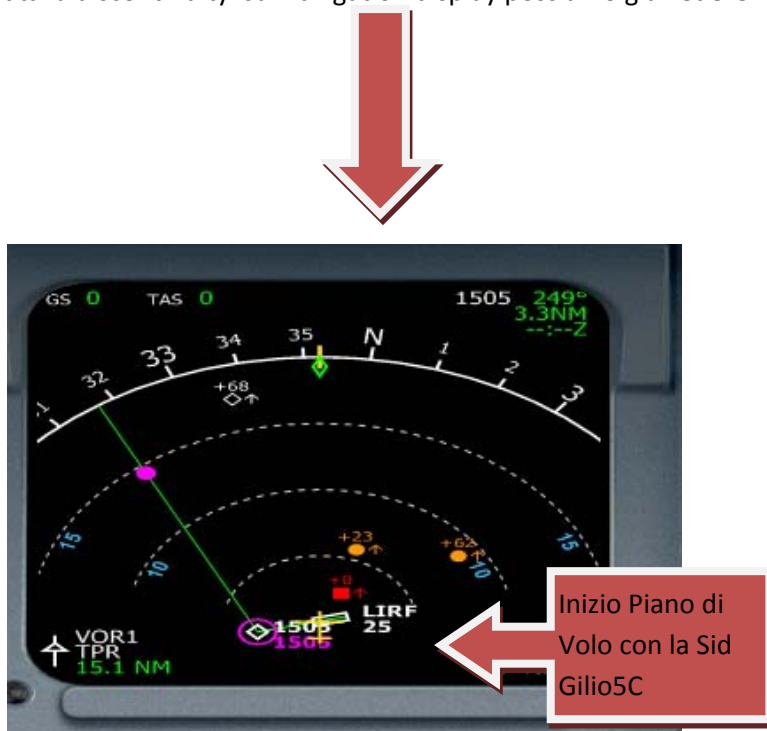 GS 0 TAS 0 1505 249°
3.3NM
--:--Z
32 33 34 35 N 1 2 3
+68
15
10
+23
+62
15
10
+0
1505
1505
LIRF
25
VOR1
TPR
15.1 NM
Inizio Piano di
Volo con la Sid
Gilio5C